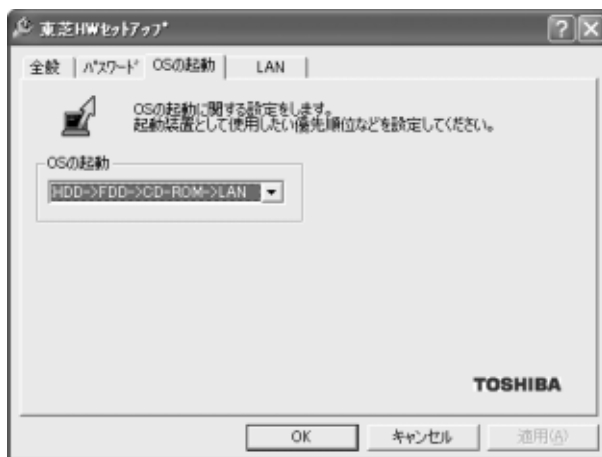 東芝HWセットアップ
全般 パスワード OSの起動 LAN
OSの起動に関する設定をします。
起動装置として使用したい優先順位などを設定してください。
OSの起動
HDD->FDD->CD-ROM->LAN
TOSHIBA
OK キャンセル 適用(A)